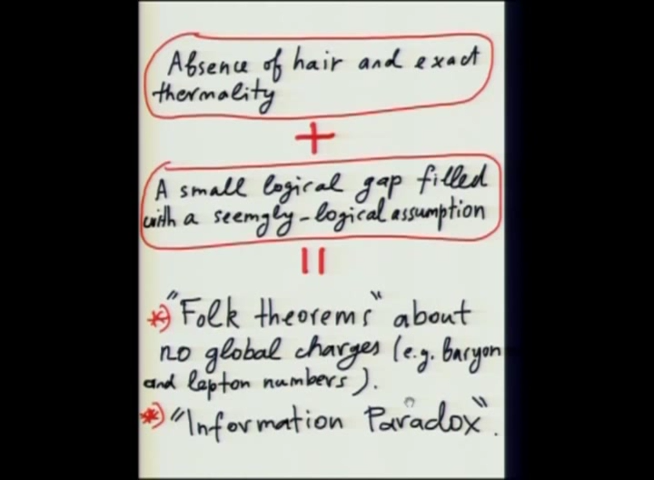 Absence of hair and exact
thermality
+
A small logical gap filled
with a seemgly-logical assumption
||
*) "Folk theorems" about
no global charges (e.g. baryon
and lepton numbers).
*) "Information Paradox".